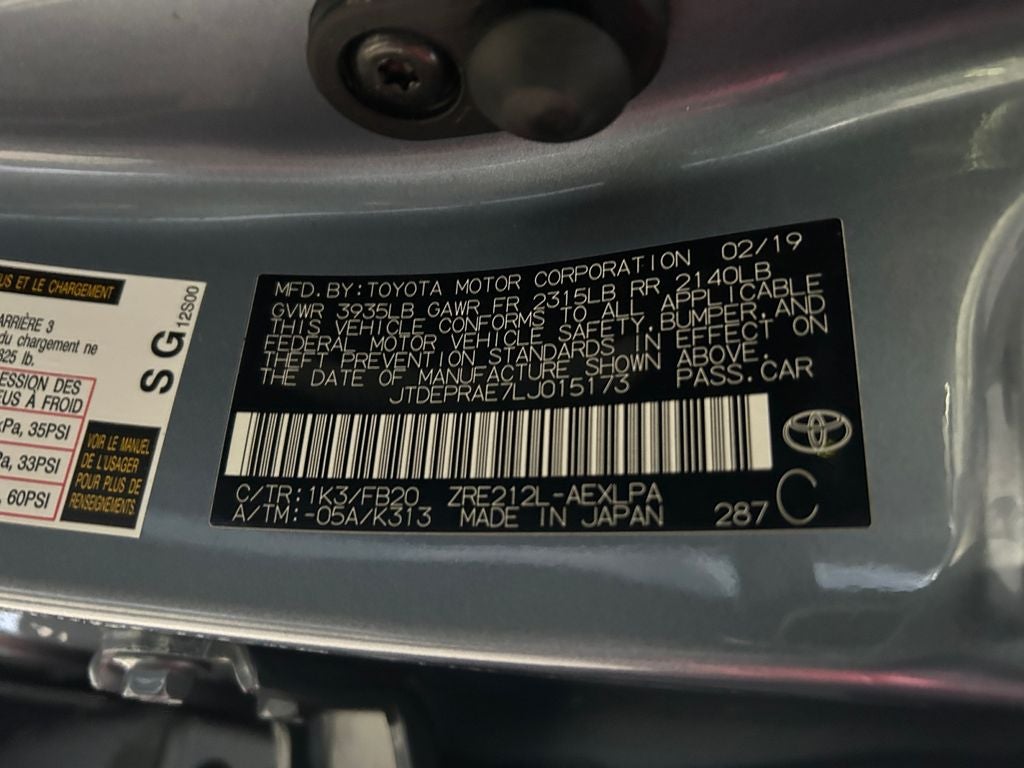 US ET LE CHARGEMENT
ARRIÈRE 3
du chargement ne
825 lb.
ESSION DES
EUS À FROID
kPa, 35PSI
Pa, 33PSI
, 60PSI
VOIR LE MANUEL
DE L'USAGER
POUR PLUS DE
RENSEIGNEMENTS
SG
12S00
MFD.BY:TOYOTA MOTOR CORPORATION 02/19
GVWR 3935LB GAWR FR 2315LB RR 2140LB
THIS VEHICLE CONFORMS TO ALL APPLICABLE
FEDERAL MOTOR VEHICLE SAFETY,BUMPER,AND
THEFT PREVENTION STANDARDS IN EFFECT ON
THE DATE OF MANUFACTURE SHOWN ABOVE.
JTDEPRAE7LJ015173 PASS.CAR
C/TR:1K3/FB20 ZRE212L-AEXLPA
A/TM:-05A/K313 MADE IN JAPAN 287 C